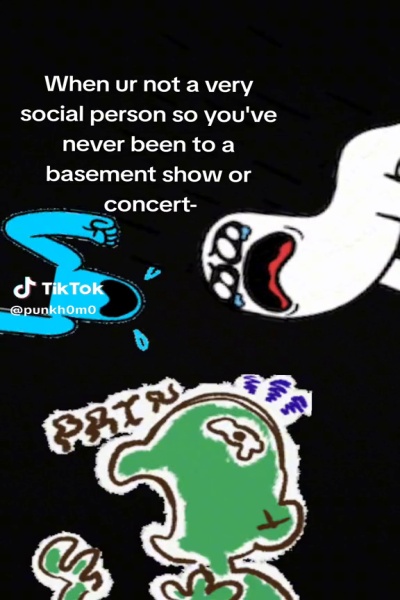 When ur not a very
social person so you've
never been to a
basement show or
concert-
TikTok
@punkh0m0
PAIN